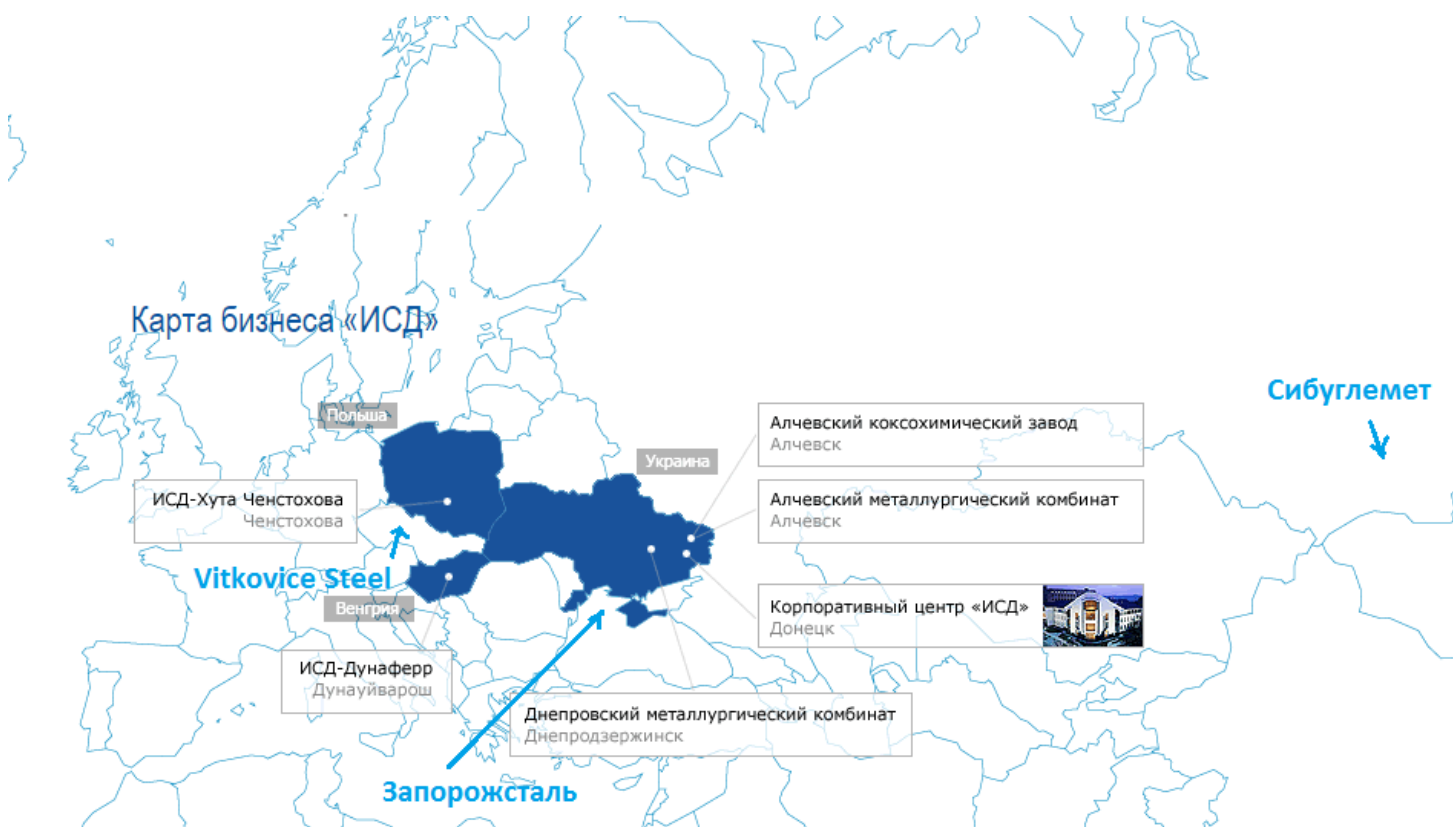 Карта бизнеса «ИСД»
Сибуглемет
Польша
Алчевский коксохимический завод
Алчевск
Украина
ИСД-Хута Ченстохова
Ченстохова
Алчевский металлургический комбинат
Алчевск
Vitkovice Steel
Венгрия
Корпоративный центр «ИСД»
Донецк
ИСД-Дунаферр
Дунауйварош
Днепровский металлургический комбинат
Днепродзержинск
Запорожсталь